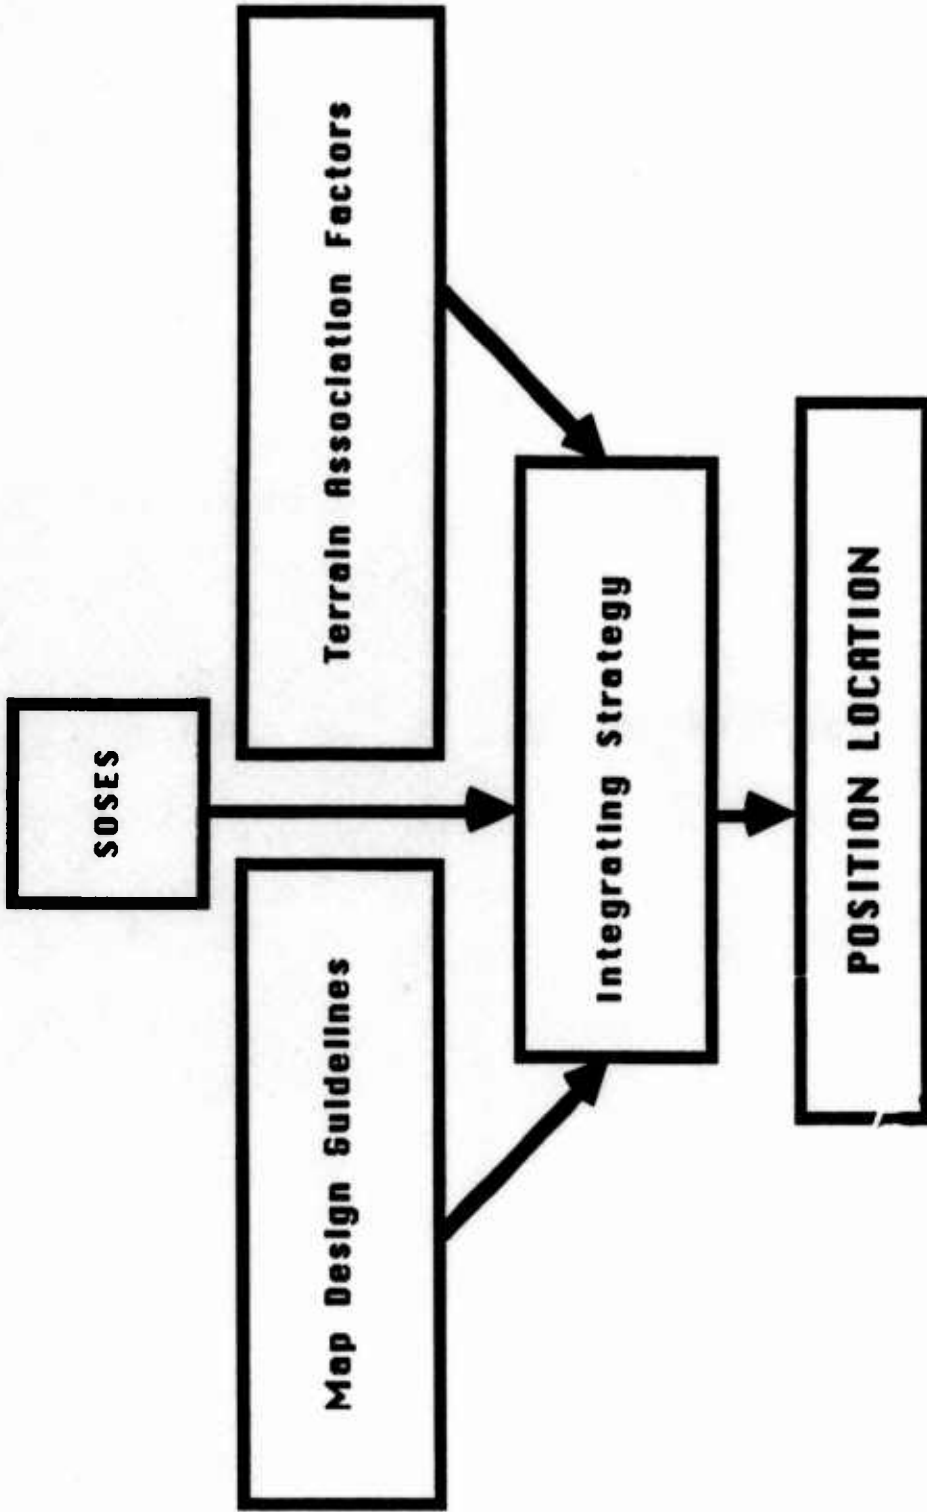 SOSES
Map Design Guidelines
Terrain Association Factors
Integrating Strategy
POSITION LOCATION